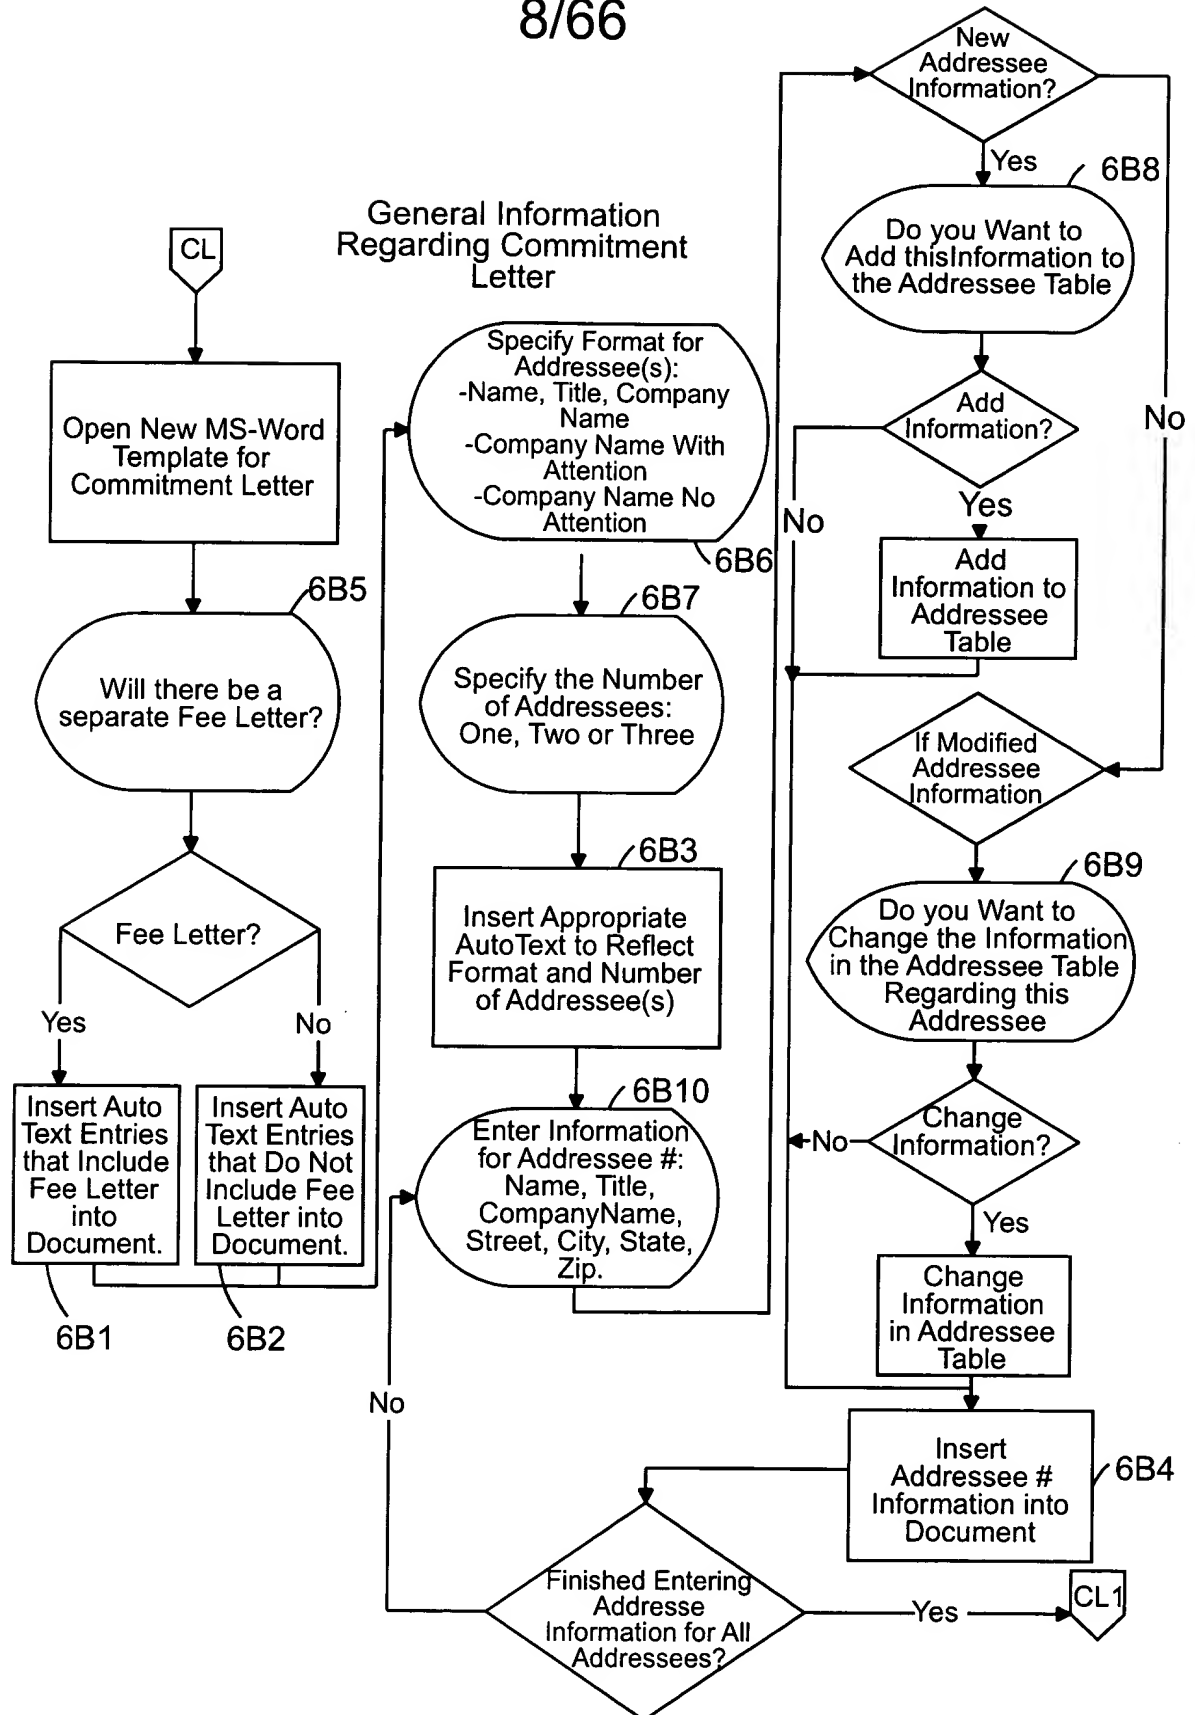 8/66
General Information
Regarding Commitment
Letter
CL
Open New MS-Word
Template for
Commitment Letter
6B5
Will there be a
separate Fee Letter?
Fee Letter?
Yes
No
Insert Auto
Text Entries
that Include
Fee Letter
into
Document.
6B1
Insert Auto
Text Entries
that Do Not
Include Fee
Letter into
Document.
6B2
Specify Format for
Addressee(s):
-Name, Title, Company
Name
-Company Name With
Attention
-Company Name No
Attention
6B6
6B7
Specify the Number
of Addressees:
One, Two or Three
6B3
Insert Appropriate
AutoText to Reflect
Format and Number
of Addressee(s)
6B10
Enter Information
for Addressee #:
Name, Title,
CompanyName,
Street, City, State,
Zip.
New
Addressee
Information?
Yes
No
6B8
Do you Want to
Add thisInformation to
the Addressee Table
Add
Information?
No
Yes
Add
Information to
Addressee
Table
If Modified
Addressee
Information
6B9
Do you Want to
Change the Information
in the Addressee Table
Regarding this
Addressee
Change
Information?
No
Yes
Change
Information
in Addressee
Table
Insert
Addressee #
Information into
Document
6B4
Finished Entering
Addresse
Information for All
Addressees?
No
Yes
CL1